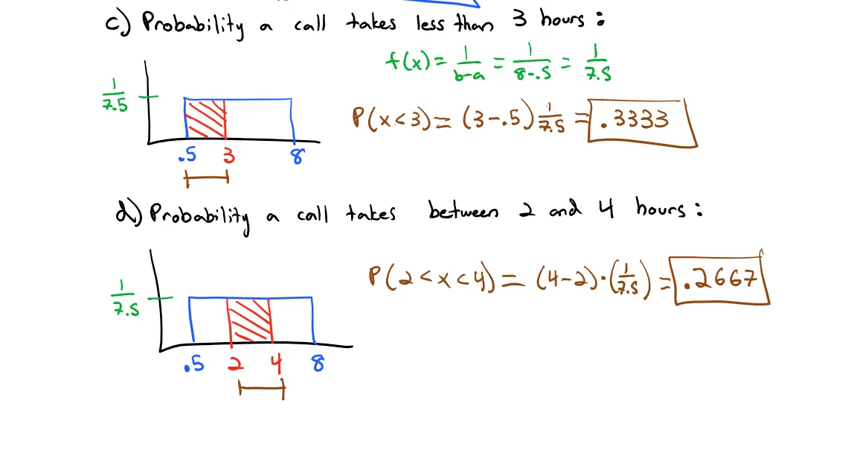 c) Probability a call takes less than 3 hours:
f(x) = 1/(b-a) = 1/(8-.5) = 1/7.5
1/7.5
P(x<3) = (3-.5) 1/7.5 = .3333
.5 3 8
d) Probability a call takes between 2 and 4 hours:
P(2<x<4) = (4-2)·(1/7.5) = .2667
1/7.5
.5 2 4 8